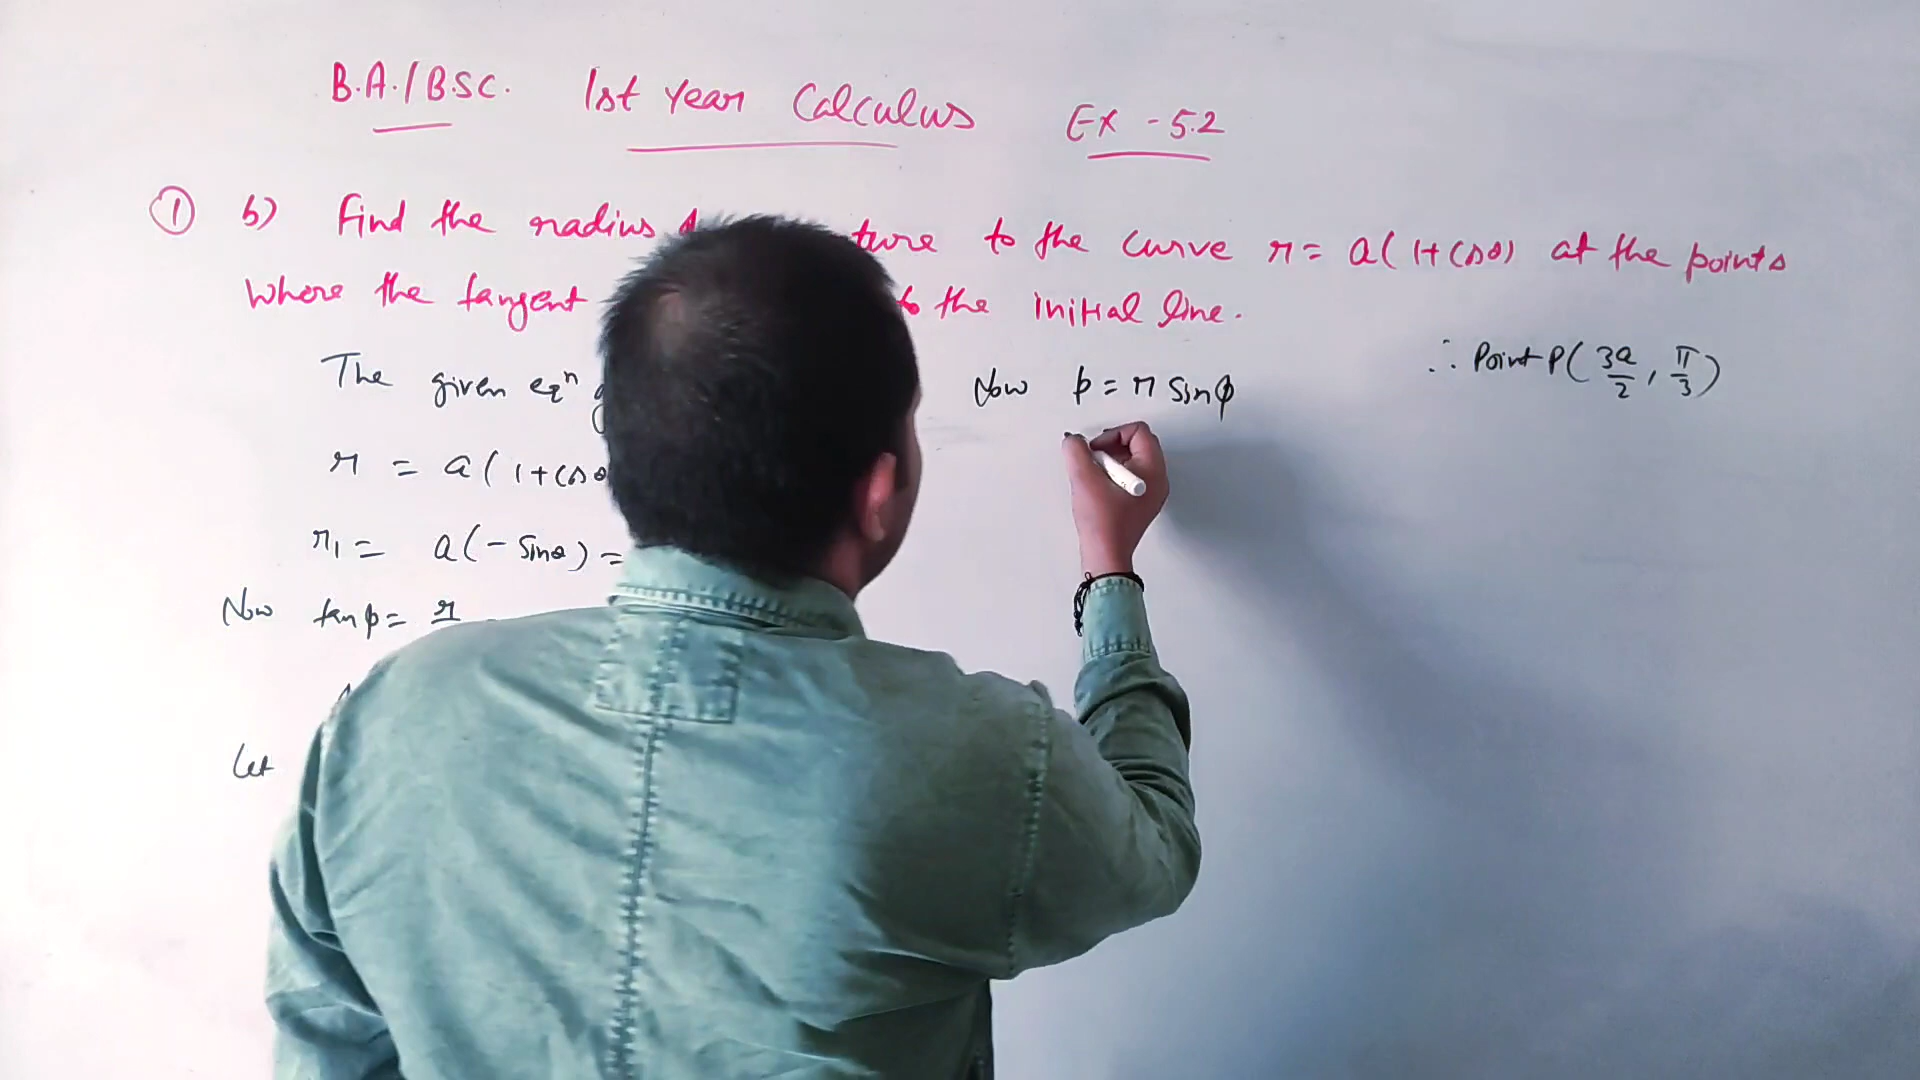 B.A./B.SC. 1st Year Calculus Ex - 5.2
① b) Find the radius ture to the curve r = a(1+cosθ) at the points
where the tangent to the initial line.
The given eqⁿ
r = a(1+cosθ
r₁ = a(-sinθ) =
Now tanϕ = r
Let
Now p = r sinϕ
∴ Point P(3a/2, π/3)